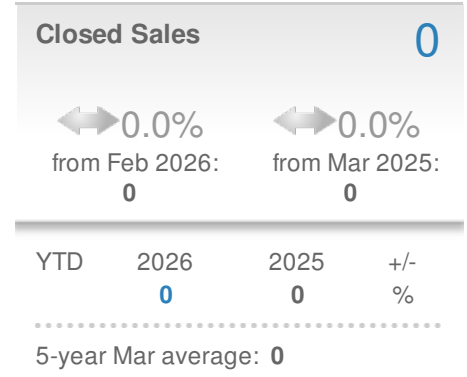 Closed Sales 0
0.0% 0.0%
from Feb 2026: from Mar 2025:
0 0
YTD 2026 2025 +/-
0 0 %
5-year Mar average: 0